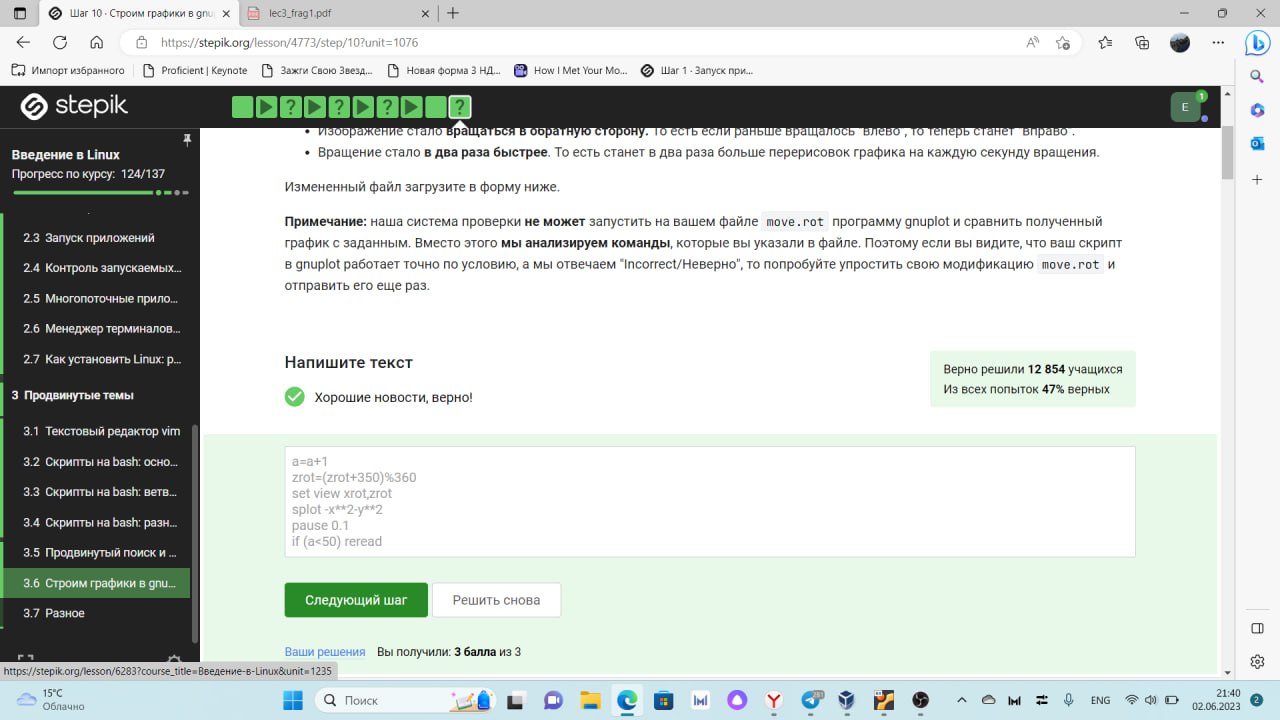 Шаг 10 · Строим графики в gnu
lec3_frag1.pdf
https://stepik.org/lesson/4773/step/10?unit=1076
Импорт избранного
Proficient | Keynote
Зажги Свою Звезд...
Новая форма 3 НД...
How I Met Your Mo...
Шаг 1 · Запуск при...
stepik
E
1
Введение в Linux
Прогресс по курсу: 124/137
2.3 Запуск приложений
2.4 Контроль запускаемых...
2.5 Многопоточные прило...
2.6 Менеджер терминалов...
2.7 Как установить Linux: р...
3 Продвинутые темы
3.1 Текстовый редактор vim
3.2 Скрипты на bash: осно...
3.3 Скрипты на bash: ветв...
3.4 Скрипты на bash: разн...
3.5 Продвинутый поиск и ...
3.6 Строим графики в gnu...
3.7 Разное
• Изображение стало вращаться в обратную сторону. То есть если раньше вращалось "влево", то теперь станет "вправо".
• Вращение стало в два раза быстрее. То есть станет в два раза больше перерисовок графика на каждую секунду вращения.
Измененный файл загрузите в форму ниже.
Примечание: наша система проверки не может запустить на вашем файле move.rot программу gnuplot и сравнить полученный
график с заданным. Вместо этого мы анализируем команды, которые вы указали в файле. Поэтому если вы видите, что ваш скрипт
в gnuplot работает точно по условию, а мы отвечаем "Incorrect/Неверно", то попробуйте упростить свою модификацию move.rot и
отправить его еще раз.
Напишите текст
Хорошие новости, верно!
Верно решили 12 854 учащихся
Из всех попыток 47% верных
a=a+1
zrot=(zrot+350)%360
set view xrot,zrot
splot -x**2-y**2
pause 0.1
if (a<50) reread
Следующий шаг
Решить снова
Ваши решения Вы получили: 3 балла из 3
https://stepik.org/lesson/6283?course_title=Введение-в-Linux&unit=1235
15°C
Облачно
Поиск
281
ENG
21:40
02.06.2023
2